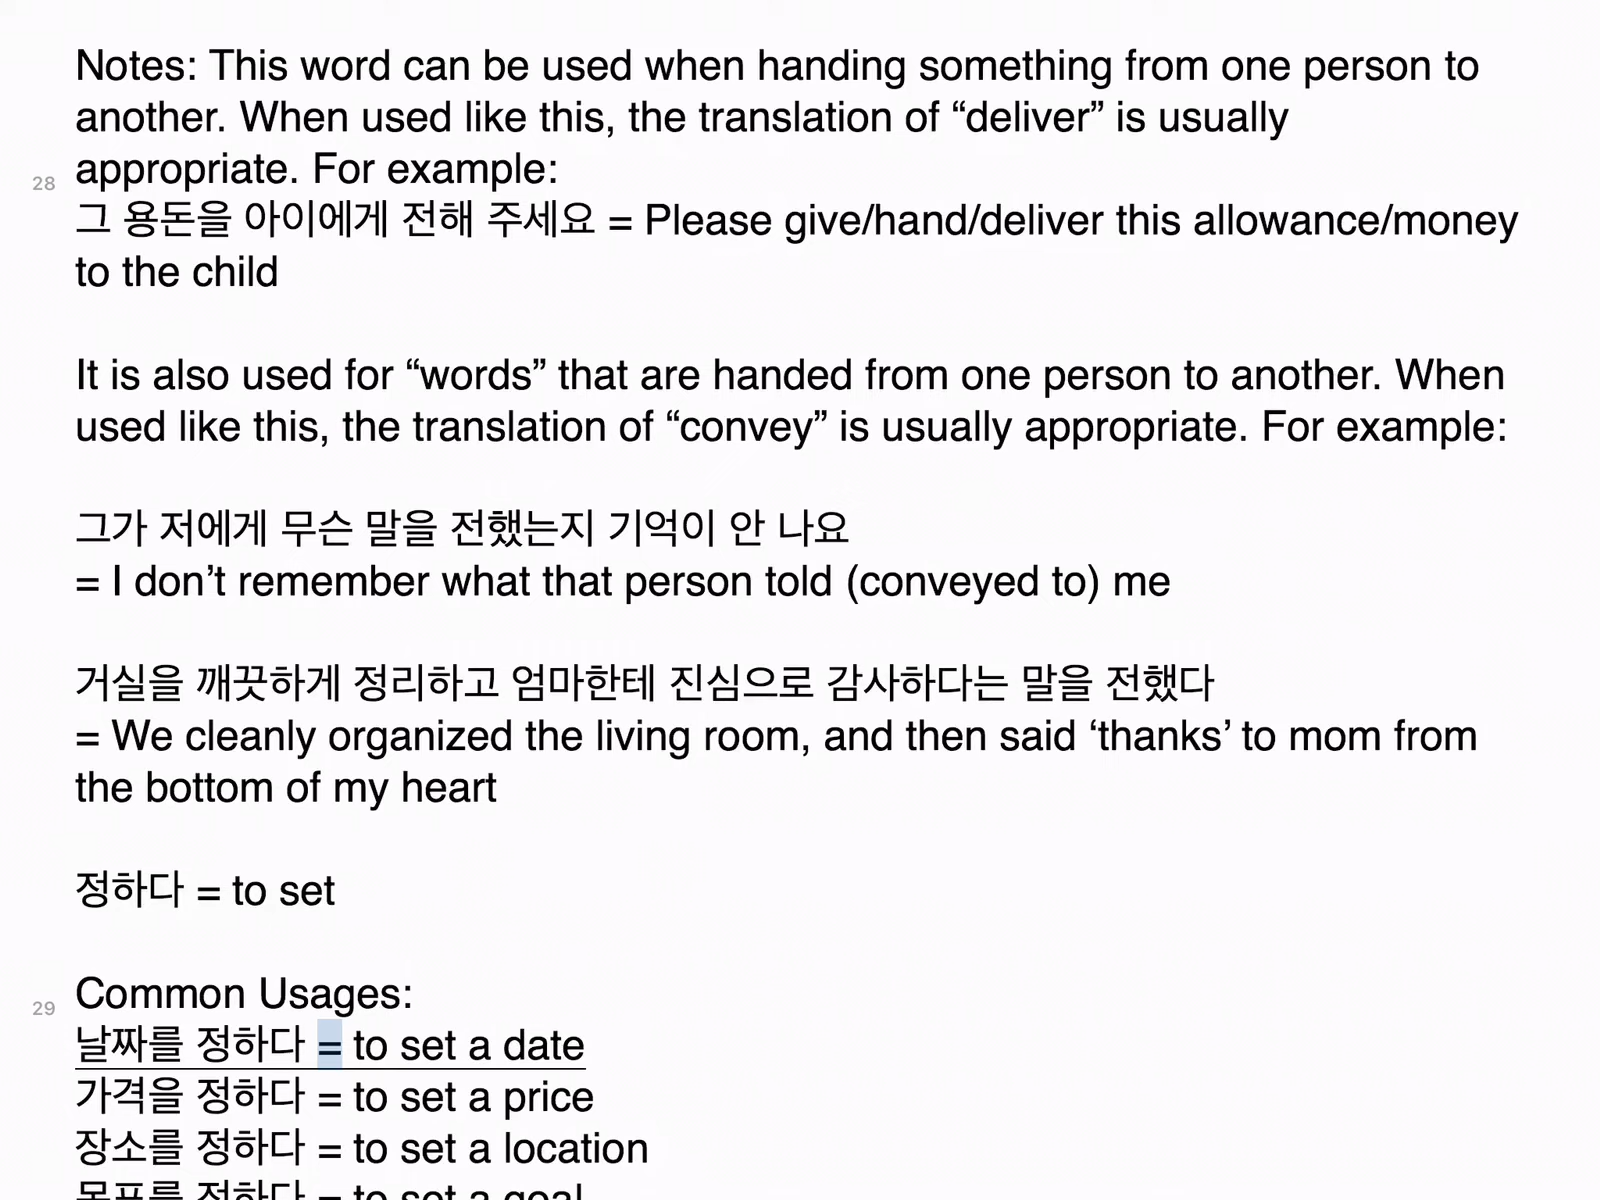 Notes: This word can be used when handing something from one person to
another. When used like this, the translation of “deliver” is usually
28 appropriate. For example:
그 용돈을 아이에게 전해 주세요 = Please give/hand/deliver this allowance/money
to the child
It is also used for “words” that are handed from one person to another. When
used like this, the translation of “convey” is usually appropriate. For example:
그가 저에게 무슨 말을 전했는지 기억이 안 나요
= I don’t remember what that person told (conveyed to) me
거실을 깨끗하게 정리하고 엄마한테 진심으로 감사하다는 말을 전했다
= We cleanly organized the living room, and then said ‘thanks’ to mom from
the bottom of my heart
정하다 = to set
29 Common Usages:
날짜를 정하다 = to set a date
가격을 정하다 = to set a price
장소를 정하다 = to set a location
목표를 정하다 = to set a goal